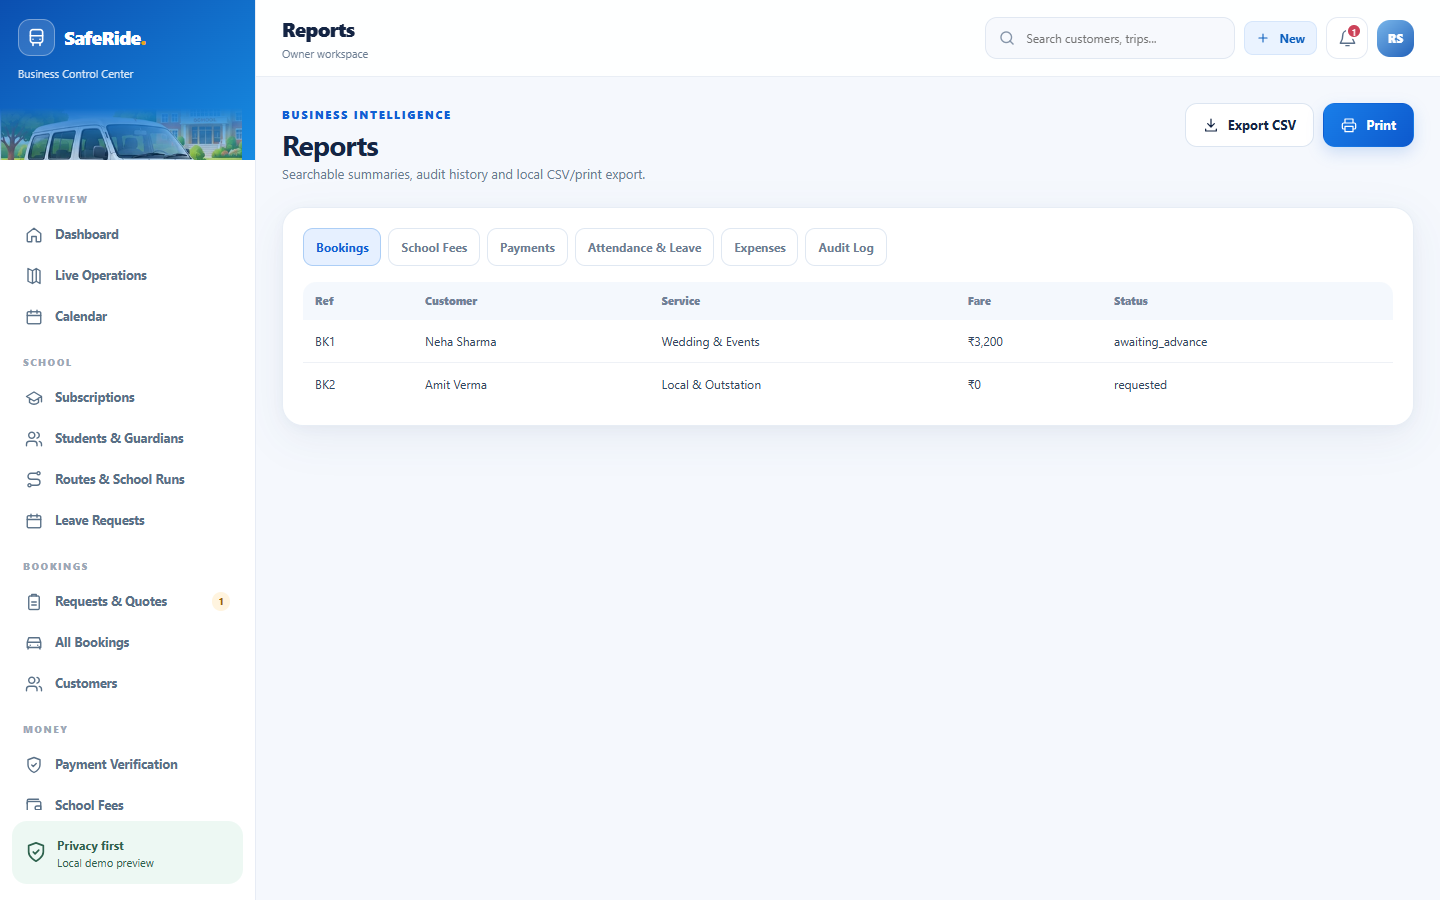 SafeRide.
Business Control Center
OVERVIEW
Dashboard
Live Operations
Calendar
SCHOOL
Subscriptions
Students & Guardians
Routes & School Runs
Leave Requests
BOOKINGS
Requests & Quotes 1
All Bookings
Customers
MONEY
Payment Verification
School Fees
Privacy first
Local demo preview
Reports
Owner workspace
Search customers, trips...
+ New
1
RS
BUSINESS INTELLIGENCE
Reports
Searchable summaries, audit history and local CSV/print export.
Export CSV
Print
Bookings School Fees Payments Attendance & Leave Expenses Audit Log
Ref Customer Service Fare Status
BK1 Neha Sharma Wedding & Events ₹3,200 awaiting_advance
BK2 Amit Verma Local & Outstation ₹0 requested